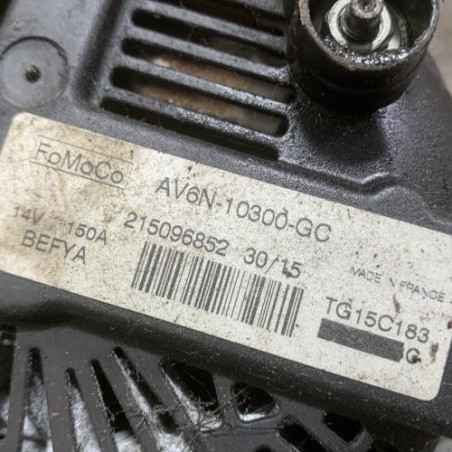 FoMoCo AV6N-10300-GC
14V 150A 215096852 30/15 MADE IN FRANCE
BEFYA
TG15C183
G